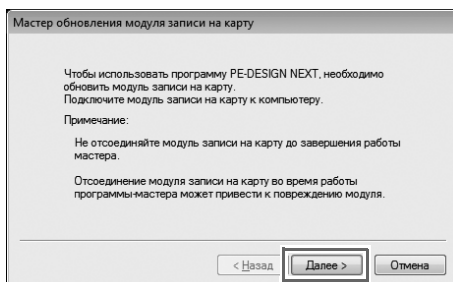 Мастер обновления модуля записи на карту
Чтобы использовать программу PE-DESIGN NEXT, необходимо
обновить модуль записи на карту.
Подключите модуль записи на карту к компьютеру.
Примечание:
Не отсоединяйте модуль записи на карту до завершения работы
мастера.
Отсоединение модуля записи на карту во время работы
программы-мастера может привести к повреждению модуля.
< Назад
Далее >
Отмена